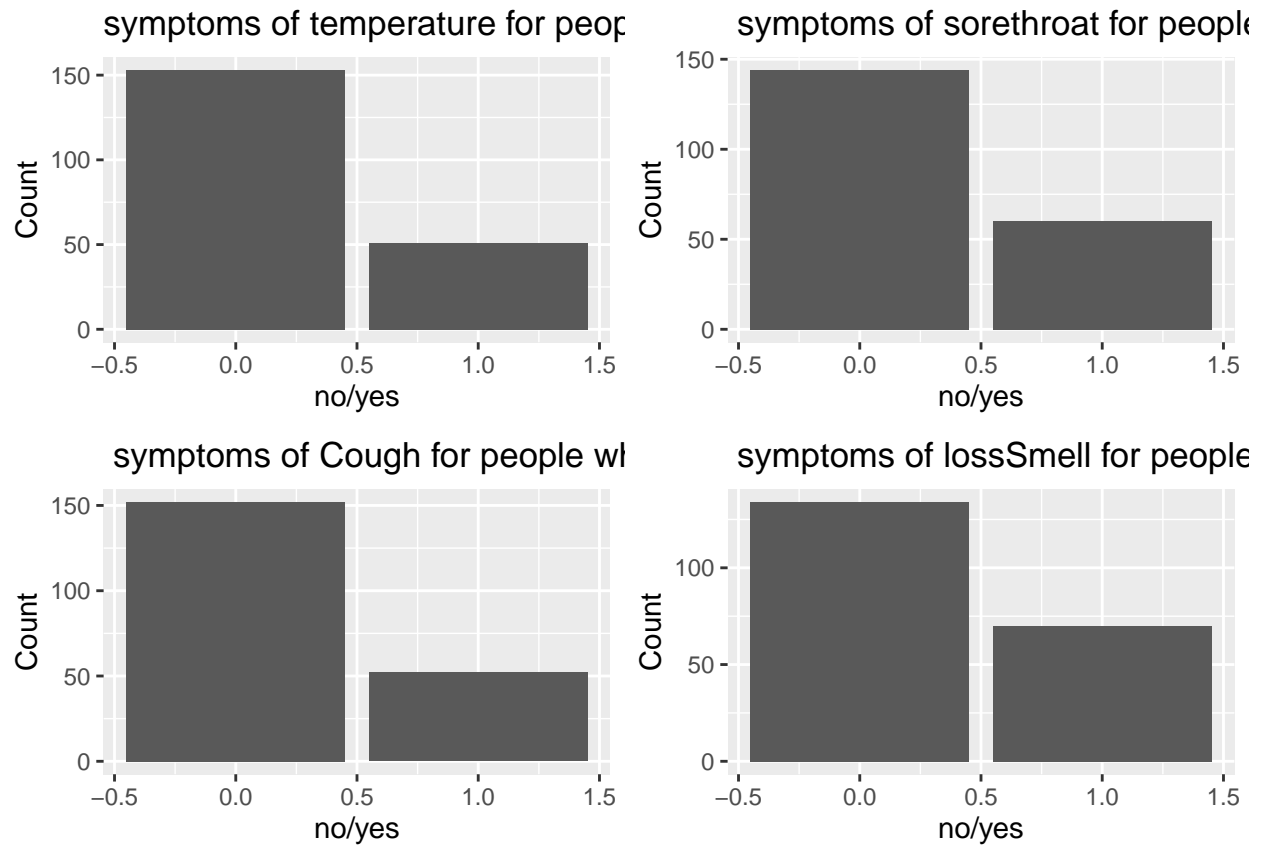 symptoms of temperature for peop
150
100
50
0
Count
−0.5 0.0 0.5 1.0 1.5
no/yes
symptoms of sorethroat for people
150
100
50
0
Count
−0.5 0.0 0.5 1.0 1.5
no/yes
symptoms of Cough for people wh
150
100
50
0
Count
−0.5 0.0 0.5 1.0 1.5
no/yes
symptoms of lossSmell for people
100
50
0
Count
−0.5 0.0 0.5 1.0 1.5
no/yes